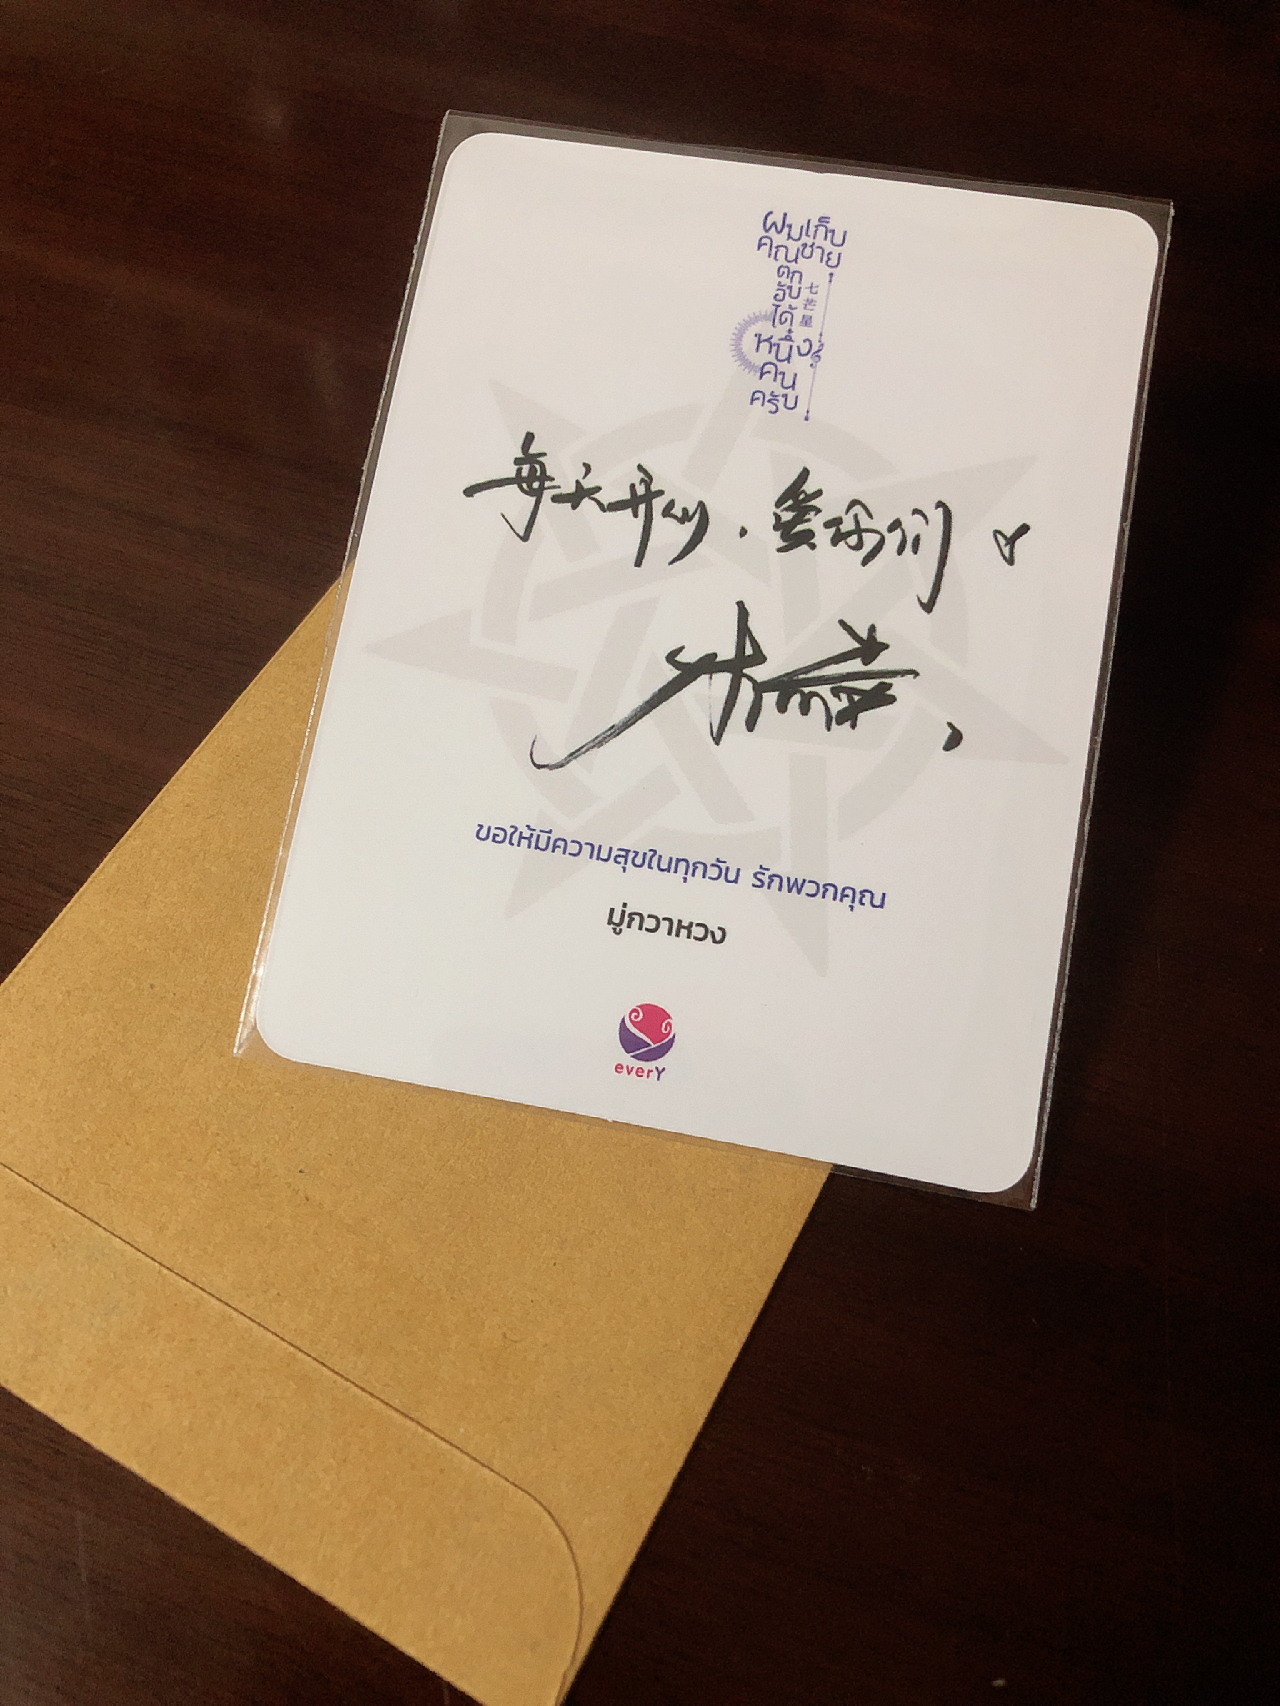 ผมเก็บ
คุณชาย
ตก
อับ
ได้
หนึ่ง
คน
ครับ
七芒星
每天开心，爱你们♡
ขอให้มีความสุขในทุกวัน รักพวกคุณ
มู่กวาหวง
everY